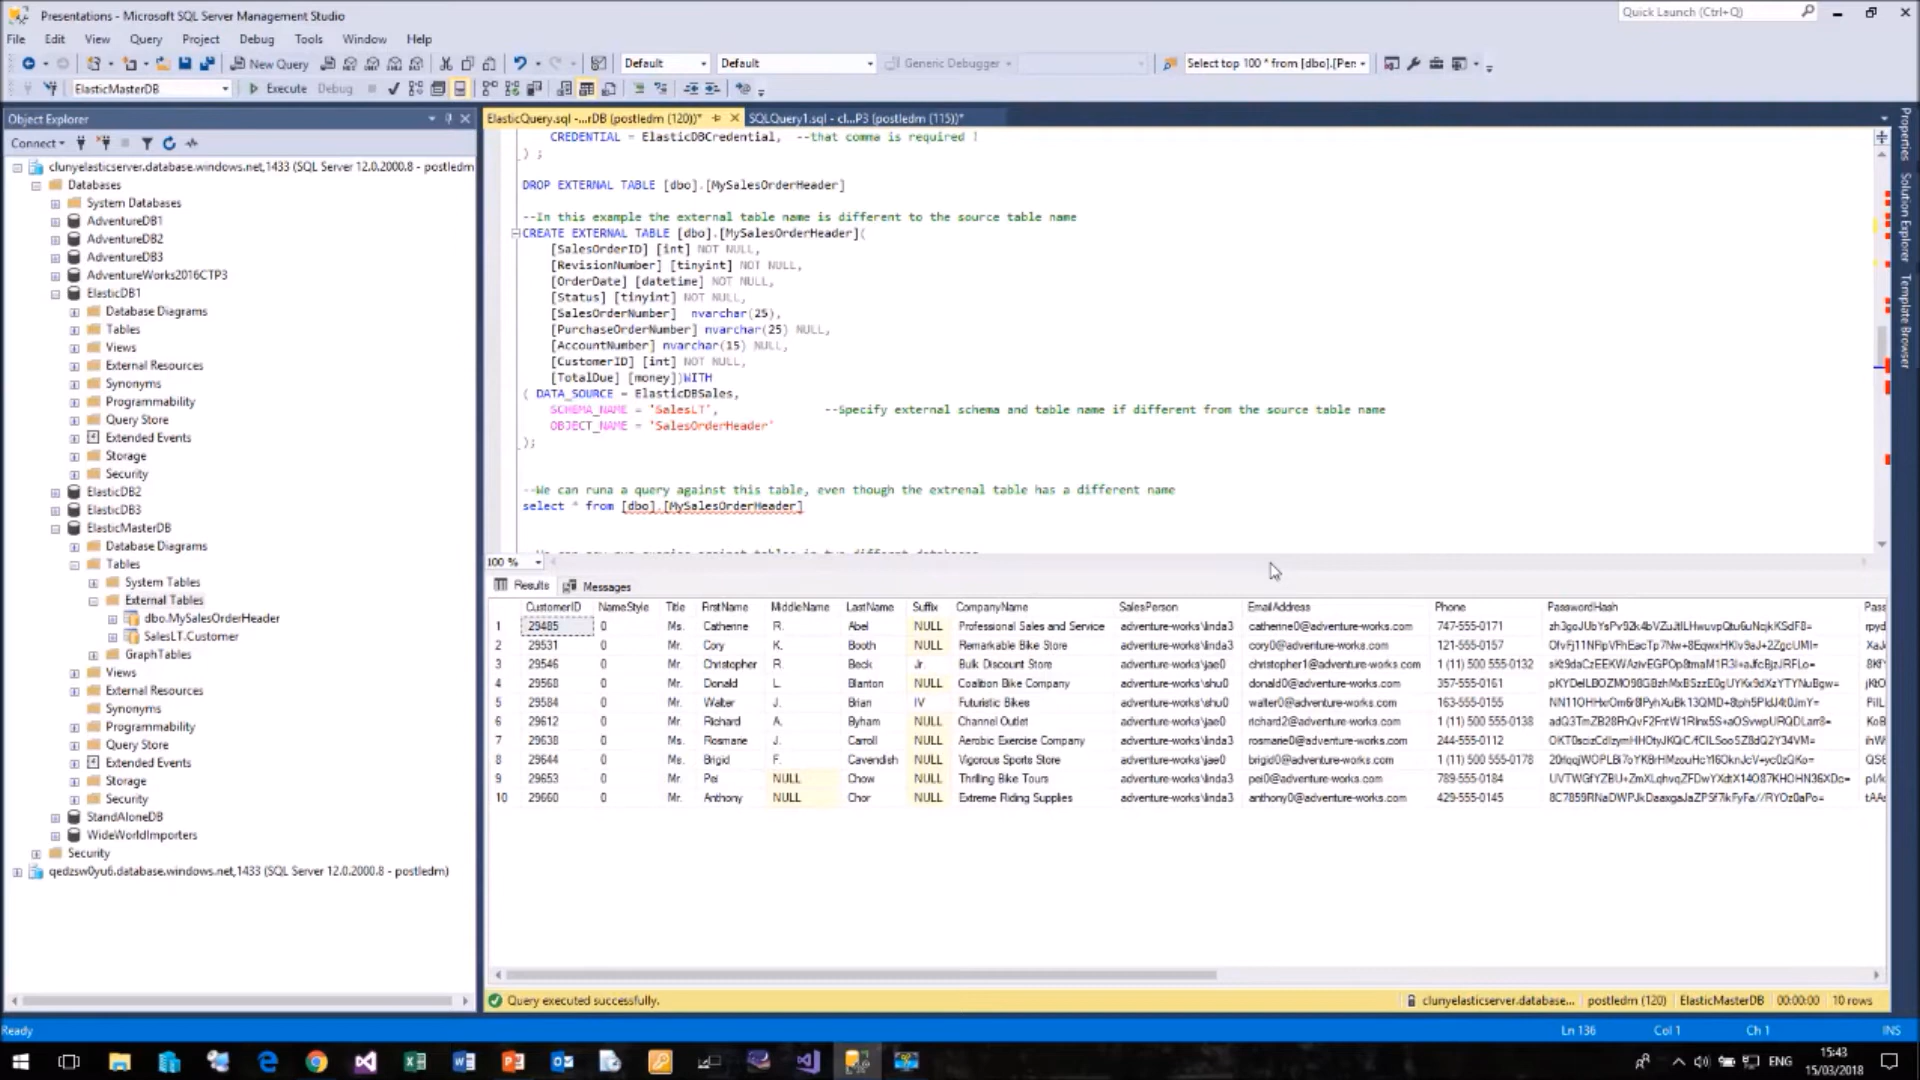 Presentations - Microsoft SQL Server Management Studio
Quick Launch (Ctrl+Q)
File Edit View Query Project Debug Tools Window Help
New Query Default Default Generic Debugger Select top 100 * from [dbo].[Per
ElasticMasterDB Execute Debug
Object Explorer
Connect
clunyelasticserver.database.windows.net,1433 (SQL Server 12.0.2000.8 - postledm
Databases
System Databases
AdventureDB1
AdventureDB2
AdventureDB3
AdventureWorks2016CTP3
ElasticDB1
Database Diagrams
Tables
Views
External Resources
Synonyms
Programmability
Query Store
Extended Events
Storage
Security
ElasticDB2
ElasticDB3
ElasticMasterDB
Database Diagrams
Tables
System Tables
External Tables
dbo.MySalesOrderHeader
SalesLT.Customer
GraphTables
Views
External Resources
Synonyms
Programmability
Query Store
Extended Events
Storage
Security
StandAloneDB
WideWorldImporters
Security
qedzsw0yu6.database.windows.net,1433 (SQL Server 12.0.2000.8 - postledm)
ElasticQuery.sql -...rDB (postledm (120))* SQLQuery1.sql - cl...P3 (postledm (115))*
CREDENTIAL = ElasticDBCredential, --that comma is required !
) ;
DROP EXTERNAL TABLE [dbo].[MySalesOrderHeader]
--In this example the external table name is different to the source table name
CREATE EXTERNAL TABLE [dbo].[MySalesOrderHeader](
[SalesOrderID] [int] NOT NULL,
[RevisionNumber] [tinyint] NOT NULL,
[OrderDate] [datetime] NOT NULL,
[Status] [tinyint] NOT NULL,
[SalesOrderNumber] nvarchar(25),
[PurchaseOrderNumber] nvarchar(25) NULL,
[AccountNumber] nvarchar(15) NULL,
[CustomerID] [int] NOT NULL,
[TotalDue] [money])WITH
( DATA_SOURCE = ElasticDBSales,
SCHEMA_NAME = 'SalesLT', --Specify external schema and table name if different from the source table name
OBJECT_NAME = 'SalesOrderHeader'
);
--We can runa a query against this table, even though the extrenal table has a different name
select * from [dbo].[MySalesOrderHeader]
100 %
Results Messages
CustomerID NameStyle Title FirstName MiddleName LastName Suffix CompanyName SalesPerson EmailAddress Phone PasswordHash Pass
1 29485 0 Ms. Catherine R. Abel NULL Professional Sales and Service adventure-works\linda3 catherine0@adventure-works.com 747-555-0171
2 29531 0 Mr. Cory K. Booth NULL Remarkable Bike Store adventure-works\linda3 cory0@adventure-works.com 121-555-0157
3 29546 0 Mr. Christopher R. Beck Jr. Bulk Discount Store adventure-works\jae0 christopher1@adventure-works.com 1 (11) 500 555-0132
4 29568 0 Mr. Donald L. Blanton NULL Coalition Bike Company adventure-works\shu0 donald0@adventure-works.com 357-555-0161
5 29584 0 Mr. Walter J. Brian IV Futuristic Bikes adventure-works\shu0 walter0@adventure-works.com 163-555-0155
6 29612 0 Mr. Richard A. Byham NULL Channel Outlet adventure-works\jae0 richard2@adventure-works.com 1 (11) 500 555-0138
7 29638 0 Ms. Rosmarie J. Carroll NULL Aerobic Exercise Company adventure-works\linda3 rosmarie0@adventure-works.com 244-555-0112
8 29644 0 Ms. Brigid F. Cavendish NULL Vigorous Sports Store adventure-works\jae0 brigid0@adventure-works.com 1 (11) 500 555-0178
9 29653 0 Mr. Pei NULL Chow NULL Thrilling Bike Tours adventure-works\linda3 pei0@adventure-works.com 789-555-0184
10 29660 0 Mr. Anthony NULL Chor NULL Extreme Riding Supplies adventure-works\linda3 anthony0@adventure-works.com 429-555-0145
Query executed successfully. clunyelasticserver.database... postledm (120) ElasticMasterDB 00:00:00 10 rows
Properties
Solution Explorer
Template Browser
Ready Ln 136 Col 1 Ch 1 INS
ENG
15:43
15/03/2018